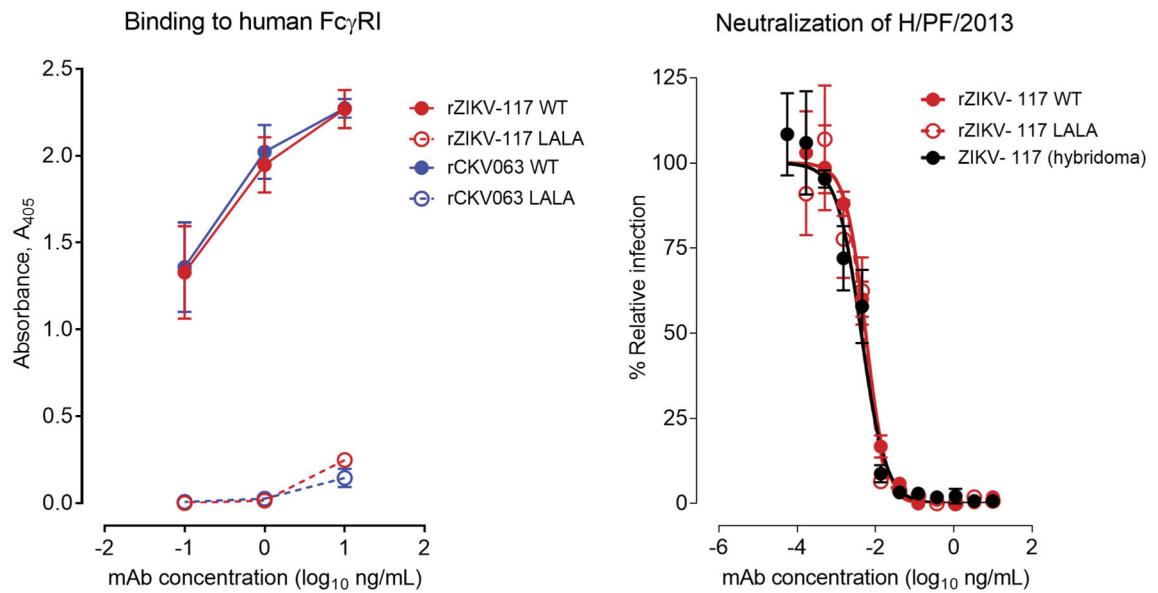 Binding to human FcγRI
Absorbance, A405
2.5
2.0
1.5
1.0
0.5
0.0
-2
-1
0
1
2
mAb concentration (log10 ng/mL)
rZIKV-117 WT
rZIKV-117 LALA
rCKV063 WT
rCKV063 LALA
Neutralization of H/PF/2013
% Relative infection
125
100
75
50
25
0
-6
-4
-2
0
2
mAb concentration (log10 ng/mL)
rZIKV- 117 WT
rZIKV- 117 LALA
ZIKV- 117 (hybridoma)